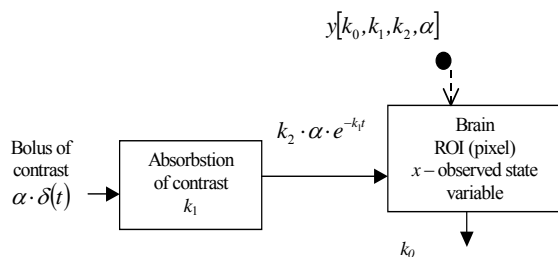 y[k₀,k₁,k₂,α]
k₂ · α · e^{-k₁t}
Bolus of
contrast
α · δ(t)
Absorbstion
of contrast
k₁
Brain
ROI (pixel)
x – observed state
variable
k₀